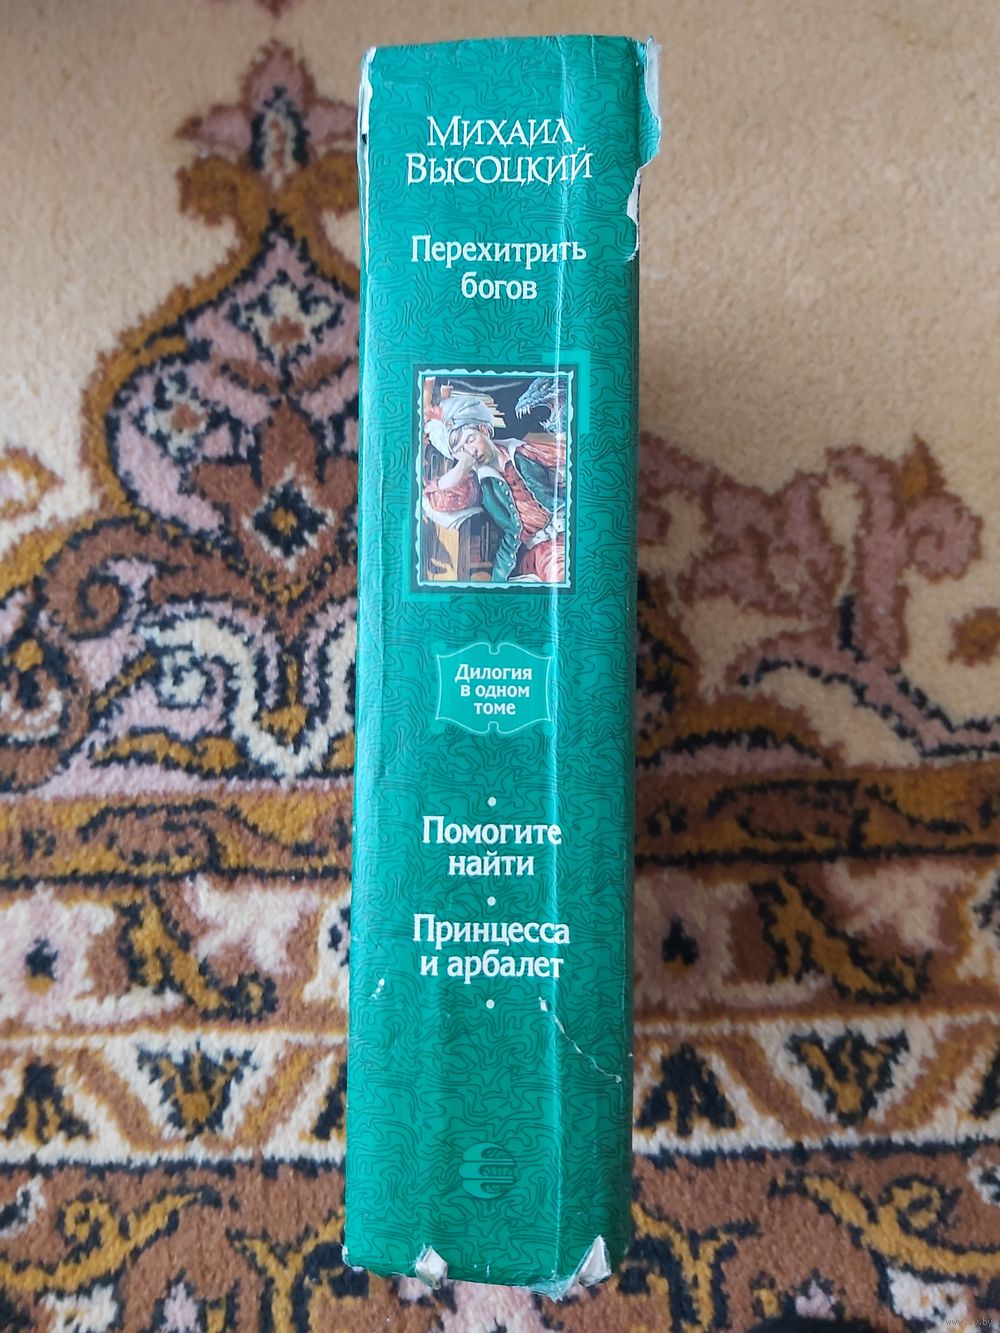 Михаил
Высоцкий
Перехитрить
богов
Дилогия
в одном
томе
Помогите
найти
Принцесса
и арбалет